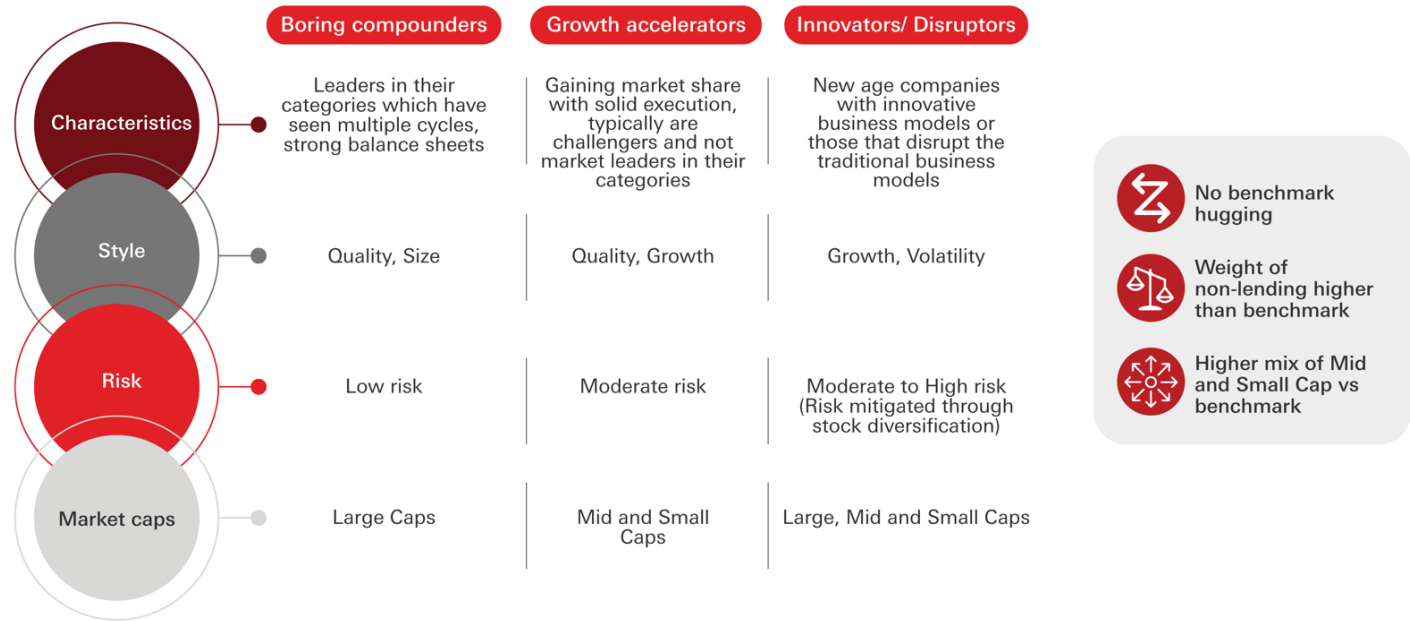 Boring compounders
Growth accelerators
Innovators/ Disruptors
Characteristics
Leaders in their
categories which have
seen multiple cycles,
strong balance sheets
Gaining market share
with solid execution,
typically are
challengers and not
market leaders in their
categories
New age companies
with innovative
business models or
those that disrupt the
traditional business
models
Style
Quality, Size
Quality, Growth
Growth, Volatility
Risk
Low risk
Moderate risk
Moderate to High risk
(Risk mitigated through
stock diversification)
Market caps
Large Caps
Mid and Small
Caps
Large, Mid and Small Caps
No benchmark
hugging
Weight of
non-lending higher
than benchmark
Higher mix of Mid
and Small Cap vs
benchmark